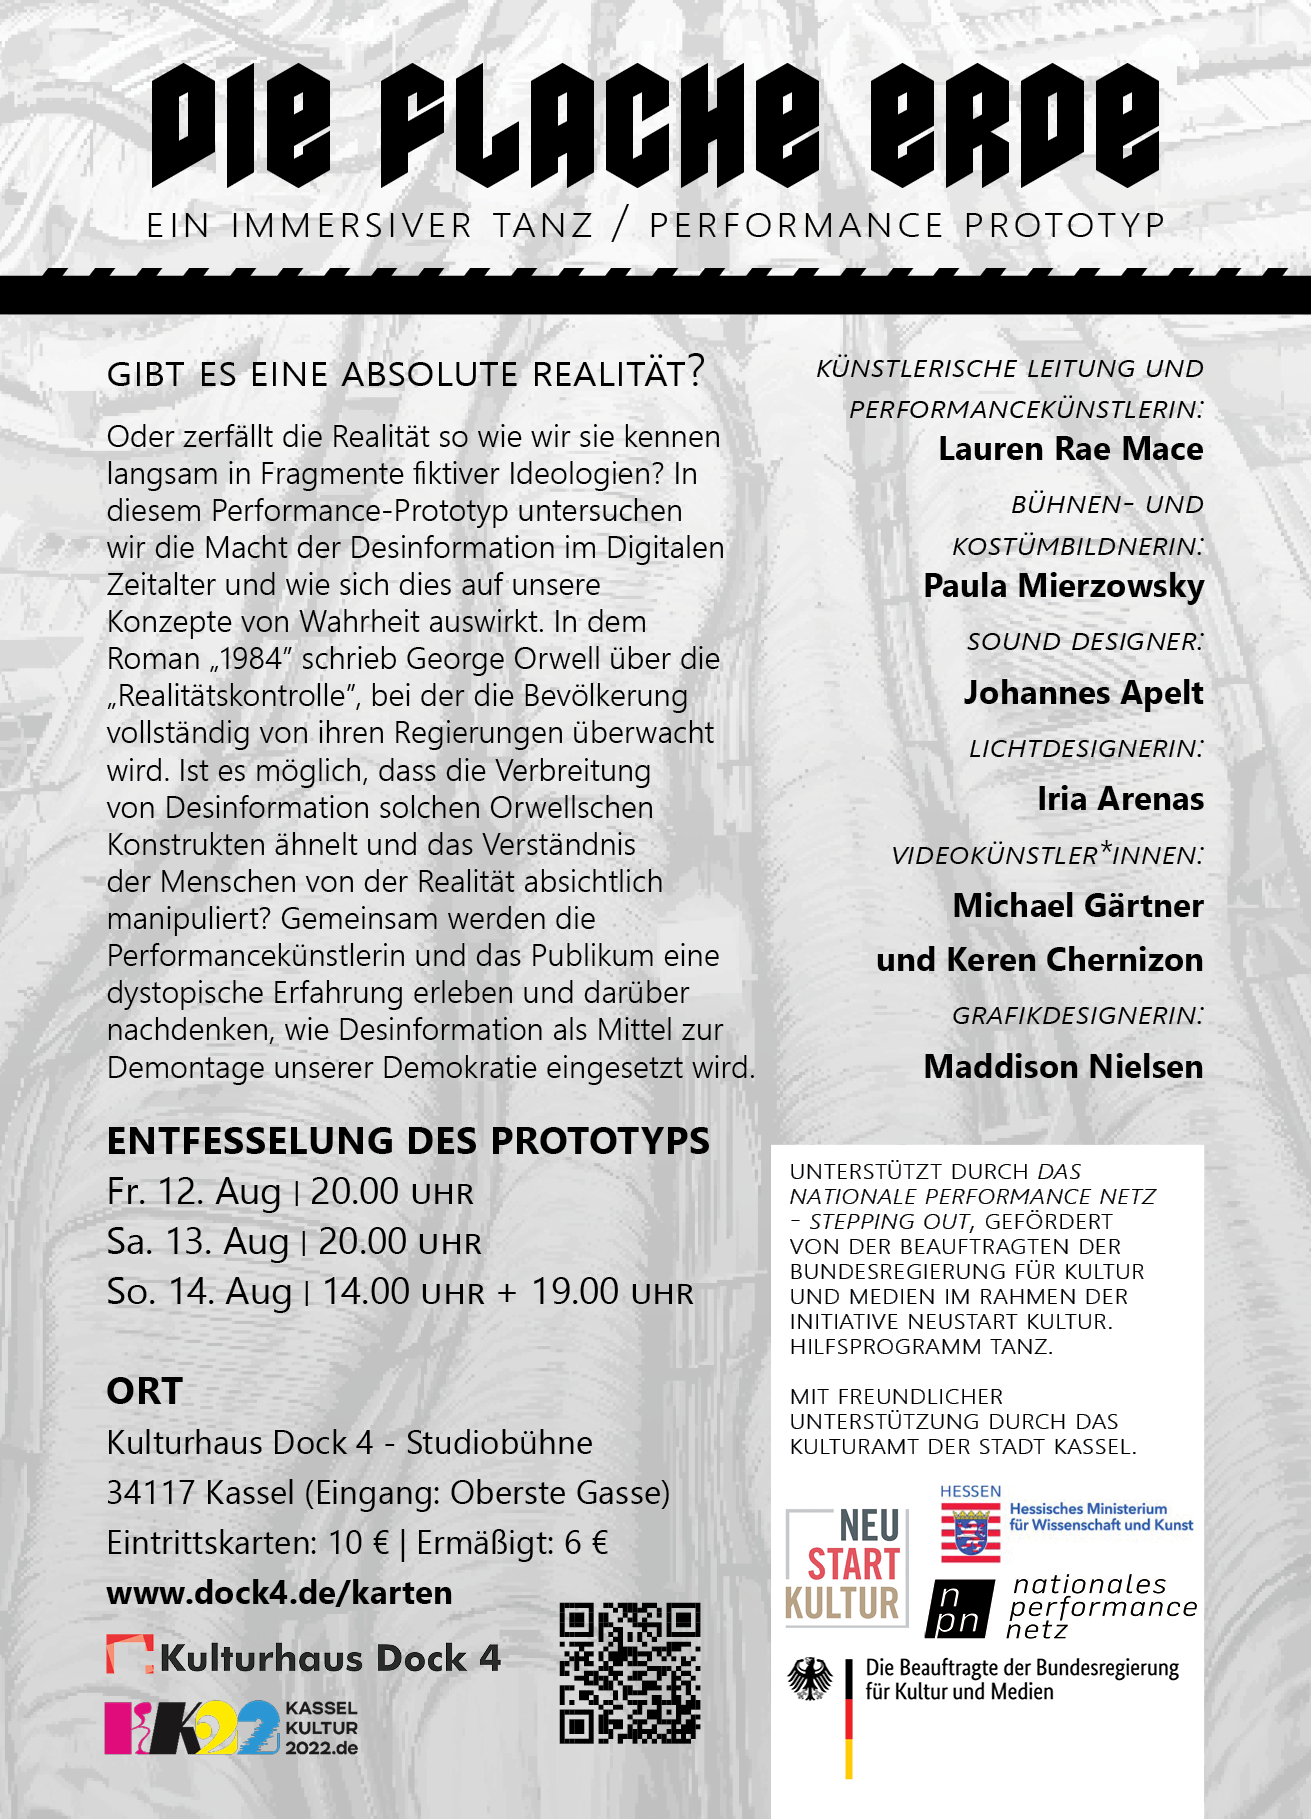 DIE FLACHE ERDE
EIN IMMERSIVER TANZ / PERFORMANCE PROTOTYP
GIBT ES EINE ABSOLUTE REALITÄT?
Oder zerfällt die Realität so wie wir sie kennen
langsam in Fragmente fiktiver Ideologien? In
diesem Performance-Prototyp untersuchen
wir die Macht der Desinformation im Digitalen
Zeitalter und wie sich dies auf unsere
Konzepte von Wahrheit auswirkt. In dem
Roman „1984” schrieb George Orwell über die
„Realitätskontrolle”, bei der die Bevölkerung
vollständig von ihren Regierungen überwacht
wird. Ist es möglich, dass die Verbreitung
von Desinformation solchen Orwellschen
Konstrukten ähnelt und das Verständnis
der Menschen von der Realität absichtlich
manipuliert? Gemeinsam werden die
Performancekünstlerin und das Publikum eine
dystopische Erfahrung erleben und darüber
nachdenken, wie Desinformation als Mittel zur
Demontage unserer Demokratie eingesetzt wird.
KÜNSTLERISCHE LEITUNG UND
PERFORMANCEKÜNSTLERIN:
Lauren Rae Mace
BÜHNEN- UND
KOSTÜMBILDNERIN:
Paula Mierzowsky
SOUND DESIGNER:
Johannes Apelt
LICHTDESIGNERIN:
Iria Arenas
VIDEOKÜNSTLER*INNEN:
Michael Gärtner
und Keren Chernizon
GRAFIKDESIGNERIN:
Maddison Nielsen
ENTFESSELUNG DES PROTOTYPS
Fr. 12. Aug | 20.00 UHR
Sa. 13. Aug | 20.00 UHR
So. 14. Aug | 14.00 UHR + 19.00 UHR
ORT
Kulturhaus Dock 4 - Studiobühne
34117 Kassel (Eingang: Oberste Gasse)
Eintrittskarten: 10 € | Ermäßigt: 6 €
www.dock4.de/karten
Kulturhaus Dock 4
KK22
KASSEL
KULTUR
2022.de
UNTERSTÜTZT DURCH DAS
NATIONALE PERFORMANCE NETZ
- STEPPING OUT, GEFÖRDERT
VON DER BEAUFTRAGTEN DER
BUNDESREGIERUNG FÜR KULTUR
UND MEDIEN IM RAHMEN DER
INITIATIVE NEUSTART KULTUR.
HILFSPROGRAMM TANZ.
MIT FREUNDLICHER
UNTERSTÜTZUNG DURCH DAS
KULTURAMT DER STADT KASSEL.
NEU
START
KULTUR
HESSEN
Hessisches Ministerium
für Wissenschaft und Kunst
n
pn
nationales
performance
netz
Die Beauftragte der Bundesregierung
für Kultur und Medien